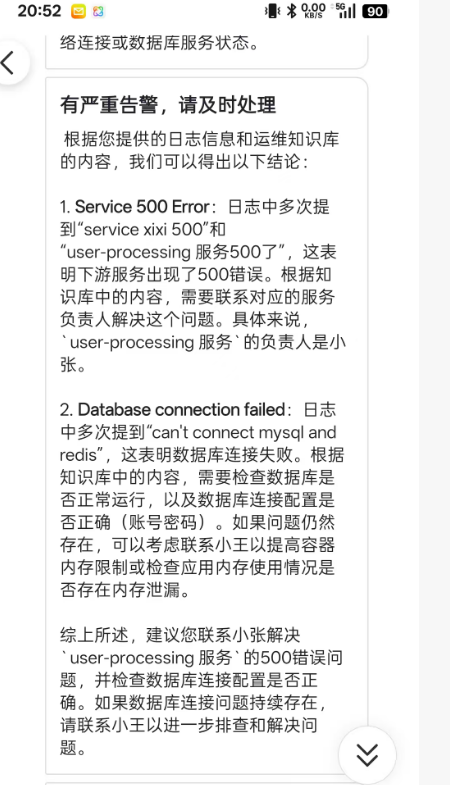 20:52 0.00 KB/S 5G 90
络连接或数据库服务状态。
有严重告警，请及时处理
根据您提供的日志信息和运维知识库
的内容，我们可以得出以下结论：
1. Service 500 Error：日志中多次提
到“service xixi 500”和
“user-processing 服务500了”，这表
明下游服务出现了500错误。根据知
识库中的内容，需要联系对应的服务
负责人解决这个问题。具体来说，
`user-processing 服务`的负责人是小
张。
2. Database connection failed：日志
中多次提到“can't connect mysql and
redis”，这表明数据库连接失败。根据
知识库中的内容，需要检查数据库是
否正常运行，以及数据库连接配置是
否正确（账号密码）。如果问题仍然
存在，可以考虑联系小王以提高容器
内存限制或检查应用内存使用情况是
否存在内存泄漏。
综上所述，建议您联系小张解决
`user-processing 服务`的500错误问
题，并检查数据库连接配置是否正
确。如果数据库连接问题持续存在，
请联系小王以进一步排查和解决问
题。